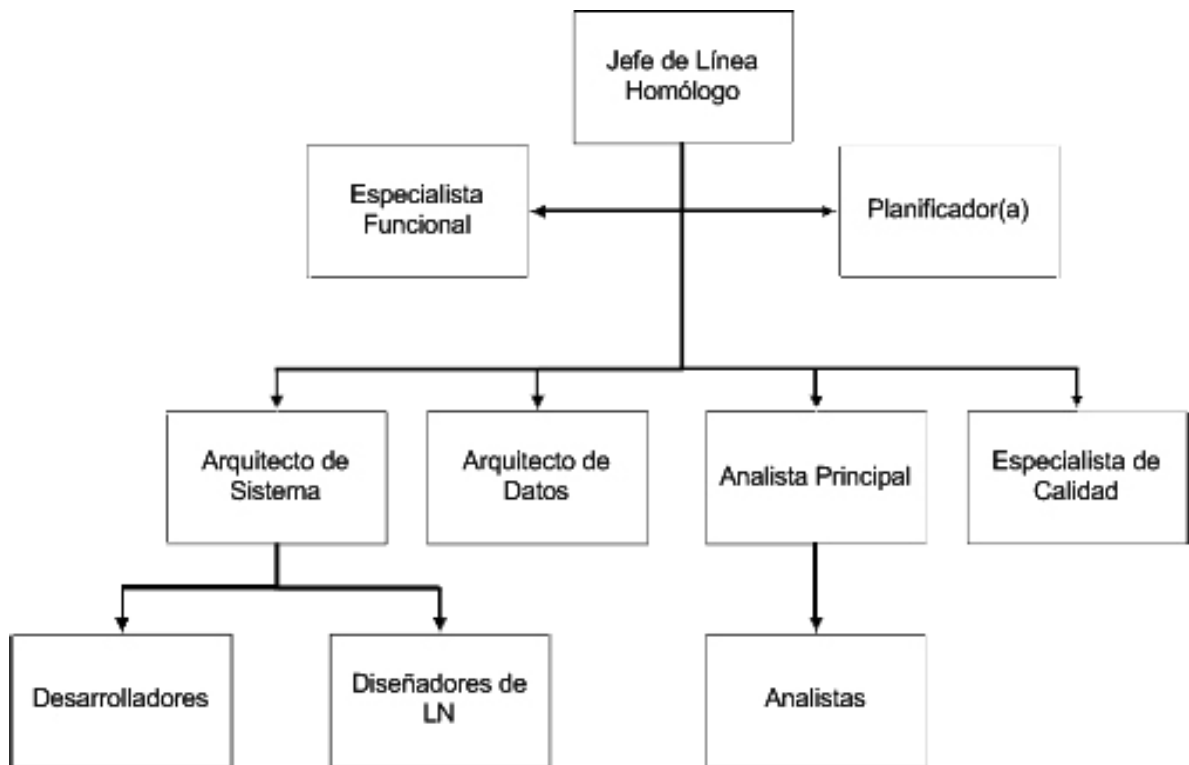 Jefe de Línea
Homólogo
Especialista
Funcional
Planificador(a)
Arquitecto de
Sistema
Arquitecto de
Datos
Analista Principal
Especialista de
Calidad
Desarrolladores
Diseñadores de
LN
Analistas